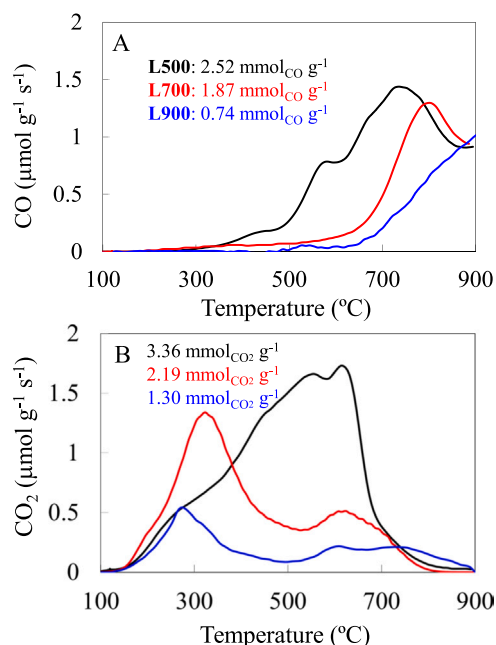 2
A
L500: 2.52 mmolCO g-1
L700: 1.87 mmolCO g-1
L900: 0.74 mmolCO g-1
1.5
1
0.5
0
CO (µmol g-1 s-1)
100 300 500 700 900
Temperature (ºC)
2
B
3.36 mmolCO2 g-1
2.19 mmolCO2 g-1
1.30 mmolCO2 g-1
1.5
1
0.5
0
CO2 (µmol g-1 s-1)
100 300 500 700 900
Temperature (ºC)